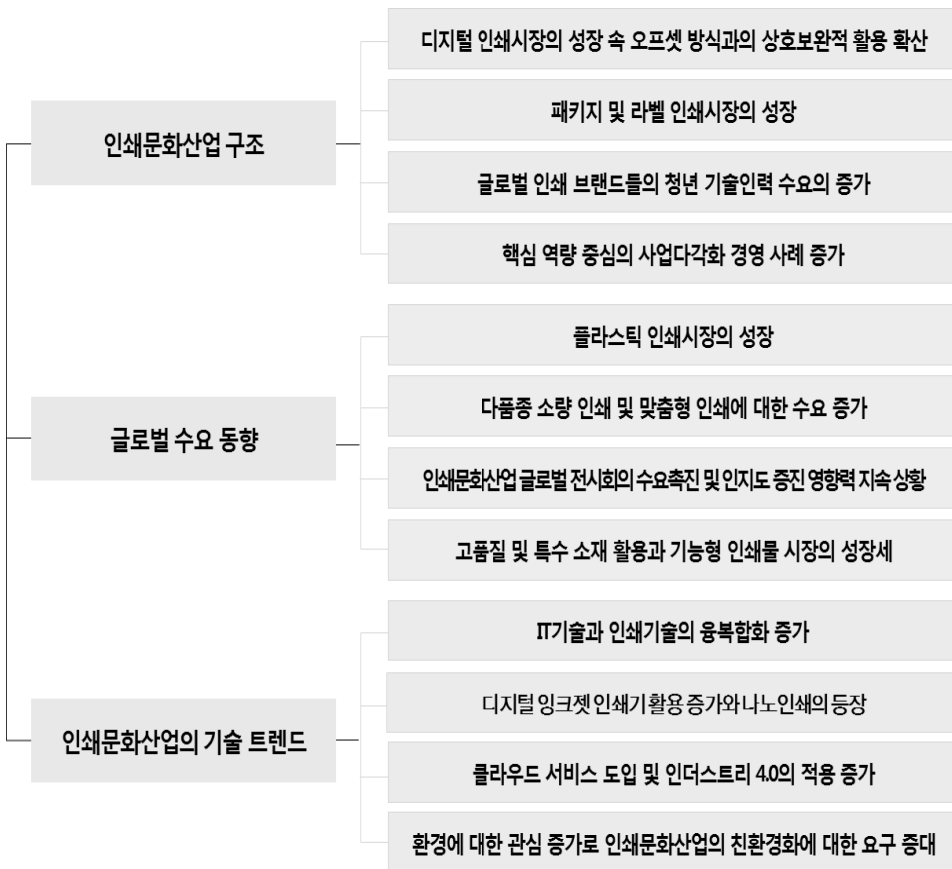 인쇄문화산업 구조
디지털 인쇄시장의 성장 속 오프셋 방식과의 상호보완적 활용 확산
패키지 및 라벨 인쇄시장의 성장
글로벌 인쇄 브랜드들의 청년 기술인력 수요의 증가
핵심 역량 중심의 사업다각화 경영 사례 증가
글로벌 수요 동향
플라스틱 인쇄시장의 성장
다품종 소량 인쇄 및 맞춤형 인쇄에 대한 수요 증가
인쇄문화산업 글로벌 전시회의 수요촉진 및 인지도 증진 영향력 지속 상황
고품질 및 특수 소재 활용과 기능형 인쇄물 시장의 성장세
인쇄문화산업의 기술 트렌드
IT기술과 인쇄기술의 융복합화 증가
디지털 잉크젯 인쇄기 활용 증가와 나노인쇄의 등장
클라우드 서비스 도입 및 인더스트리 4.0의 적용 증가
환경에 대한 관심 증가로 인쇄문화산업의 친환경화에 대한 요구 증대